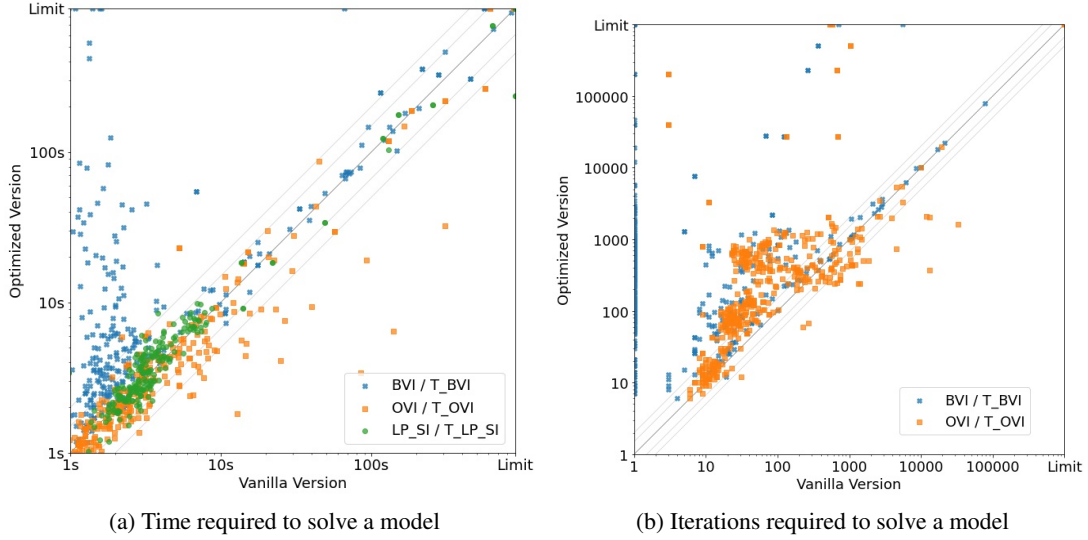 Limit
100s
10s
1s
Optimized Version
1s
10s
100s
Limit
Vanilla Version
BVI / T_BVI
OVI / T_OVI
LP_SI / T_LP_SI
(a) Time required to solve a model
Limit
100000
10000
1000
100
10
1
Optimized Version
1
10
100
1000
10000
100000
Limit
Vanilla Version
BVI / T_BVI
OVI / T_OVI
(b) Iterations required to solve a model